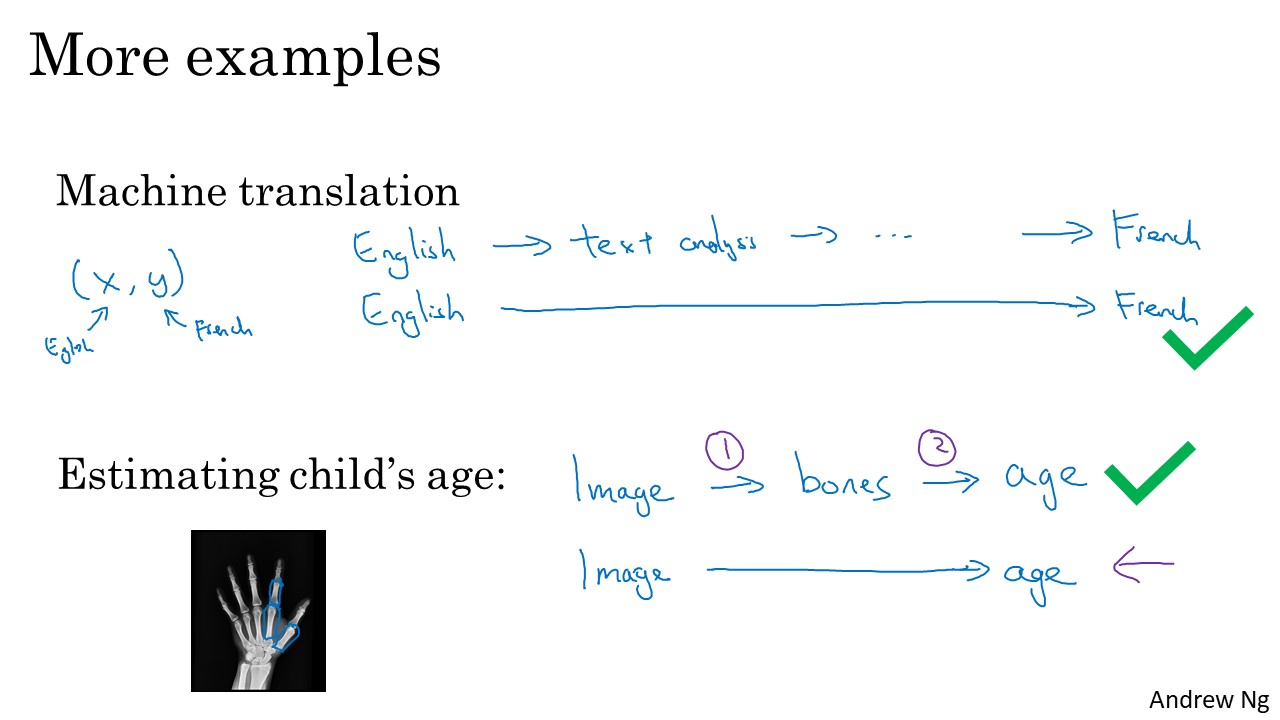 More examples
Machine translation
English → text analysis → ... → French
(x, y)
English → French
Eglish French
Estimating child's age:
① ②
Image → bones → age
Image → age ←
Andrew Ng